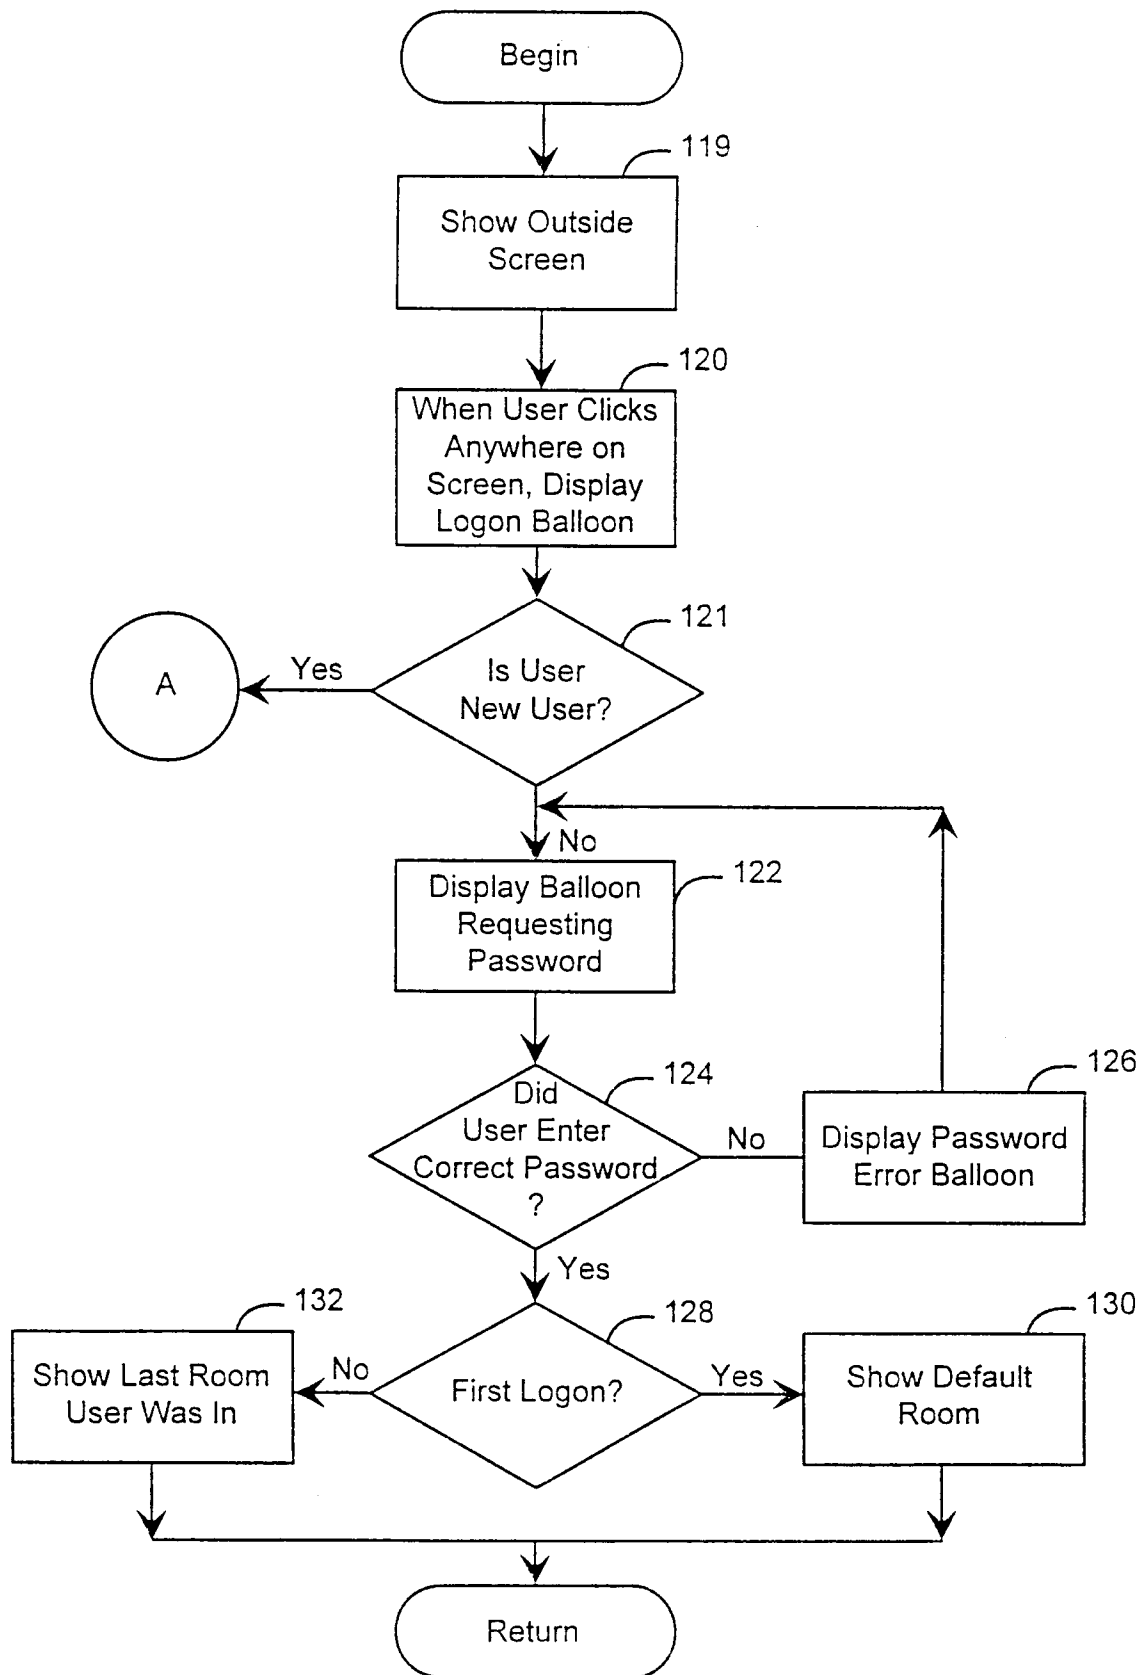 Begin
119
Show Outside
Screen
120
When User Clicks
Anywhere on
Screen, Display
Logon Balloon
121
Is User
New User?
Yes
A
No
122
Display Balloon
Requesting
Password
124
Did
User Enter
Correct Password
?
No
126
Display Password
Error Balloon
Yes
128
First Logon?
No
132
Show Last Room
User Was In
Yes
130
Show Default
Room
Return